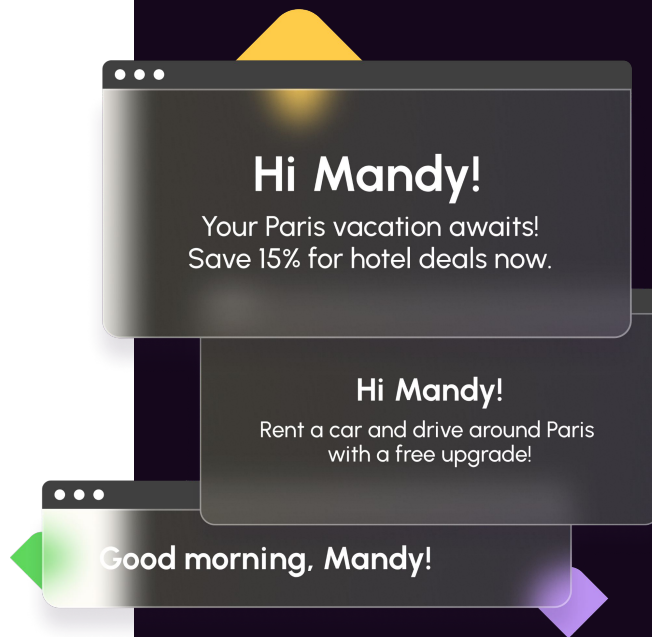 Hi Mandy!
Your Paris vacation awaits!
Save 15% for hotel deals now.
Hi Mandy!
Rent a car and drive around Paris
with a free upgrade!
Good morning, Mandy!